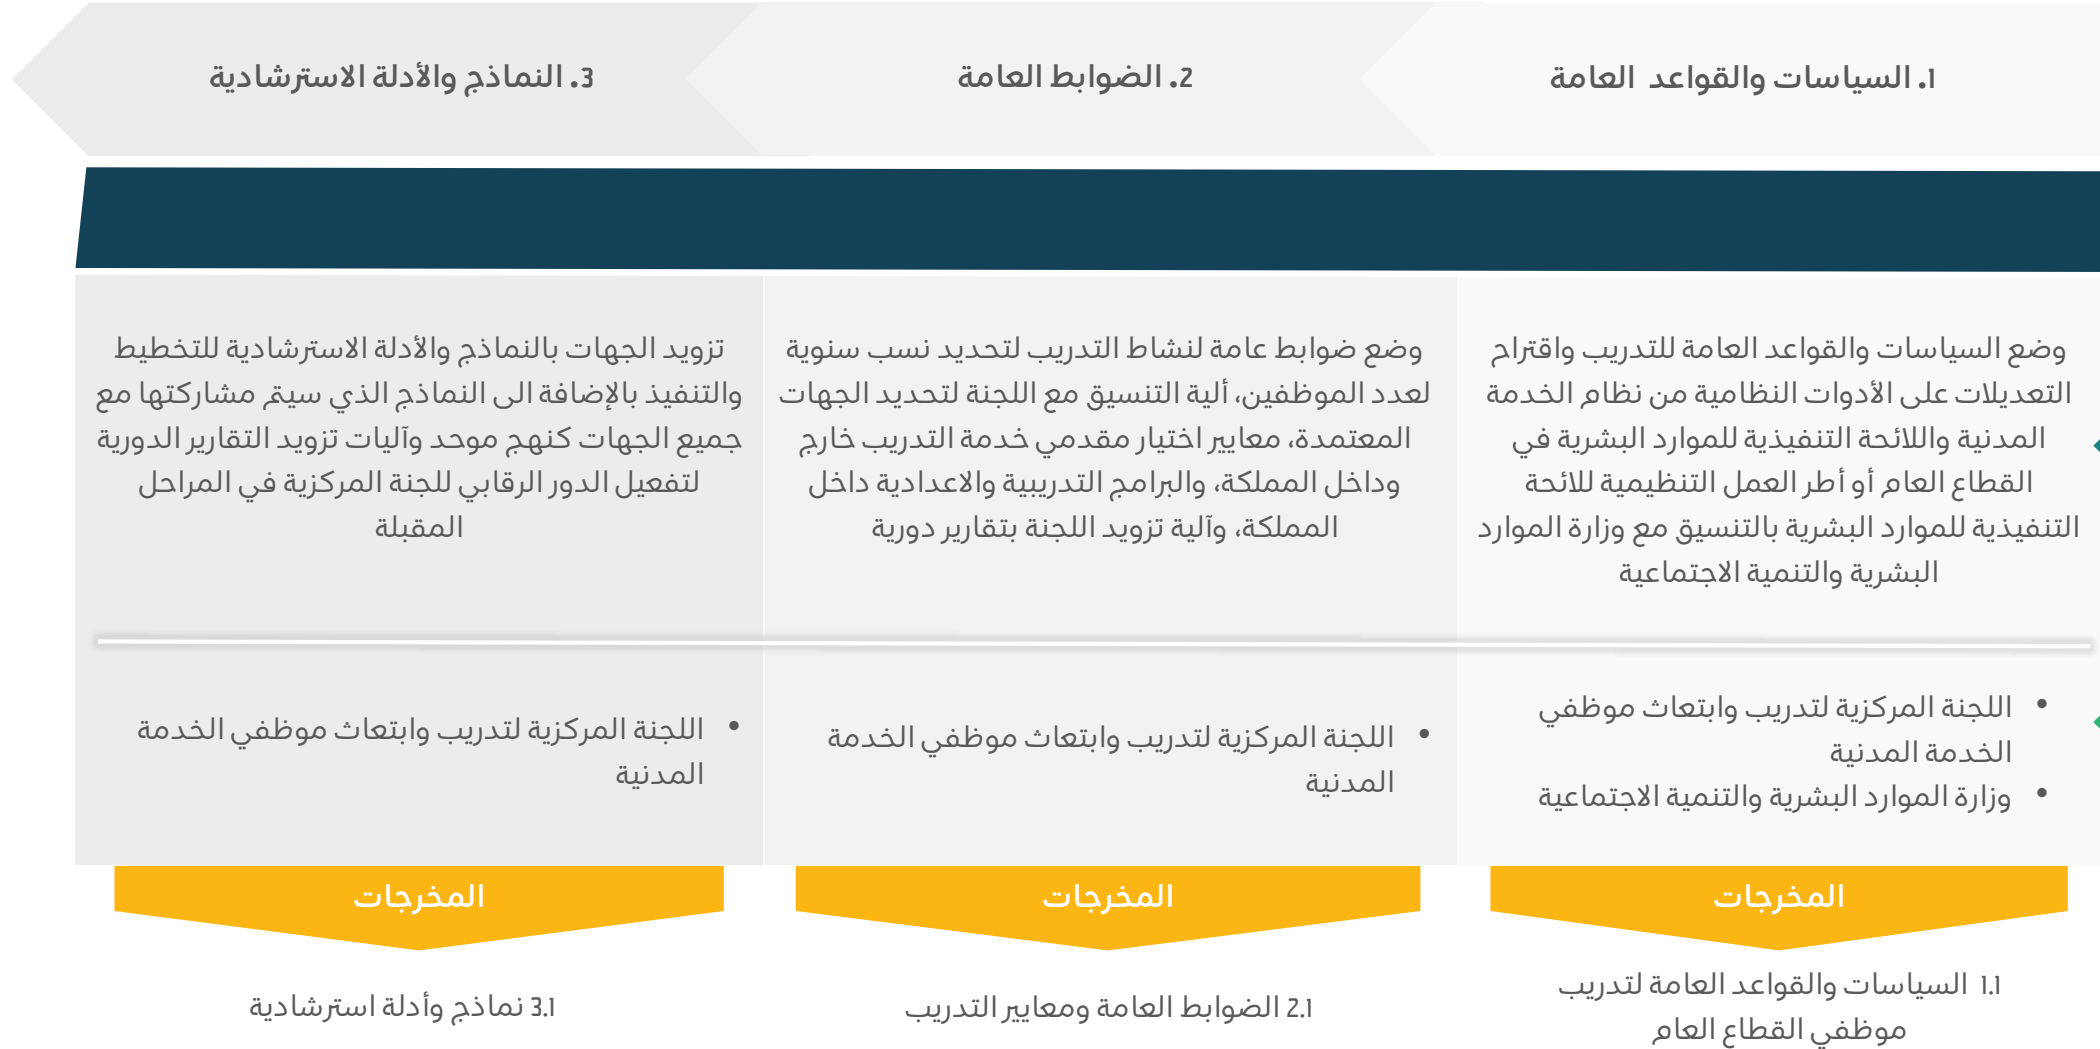 1. السياسات والقواعد العامة
2. الضوابط العامة
3. النماذج والأدلة الاسترشادية
وضع السياسات والقواعد العامة للتدريب واقتراح
التعديلات على الأدوات النظامية من نظام الخدمة
المدنية واللائحة التنفيذية للموارد البشرية في
القطاع العام أو أطر العمل التنظيمية للائحة
التنفيذية للموارد البشرية بالتنسيق مع وزارة الموارد
البشرية والتنمية الاجتماعية
وضع ضوابط عامة لنشاط التدريب لتحديد نسب سنوية
لعدد الموظفين، ألية التنسيق مع اللجنة لتحديد الجهات
المعتمدة، معايير اختيار مقدمي خدمة التدريب خارج
وداخل المملكة، والبرامج التدريبية والاعدادية داخل
المملكة، وآلية تزويد اللجنة بتقارير دورية
تزويد الجهات بالنماذج والأدلة الاسترشادية للتخطيط
والتنفيذ بالإضافة الى النماذج الذي سيتم مشاركتها مع
جميع الجهات كنهج موحد وآليات تزويد التقارير الدورية
لتفعيل الدور الرقابي للجنة المركزية في المراحل
المقبلة
• اللجنة المركزية لتدريب وابتعاث موظفي
الخدمة المدنية
• وزارة الموارد البشرية والتنمية الاجتماعية
• اللجنة المركزية لتدريب وابتعاث موظفي الخدمة
المدنية
• اللجنة المركزية لتدريب وابتعاث موظفي الخدمة
المدنية
المخرجات
المخرجات
المخرجات
1.1 السياسات والقواعد العامة لتدريب
موظفي القطاع العام
2.1 الضوابط العامة ومعايير التدريب
3.1 نماذج وأدلة استرشادية